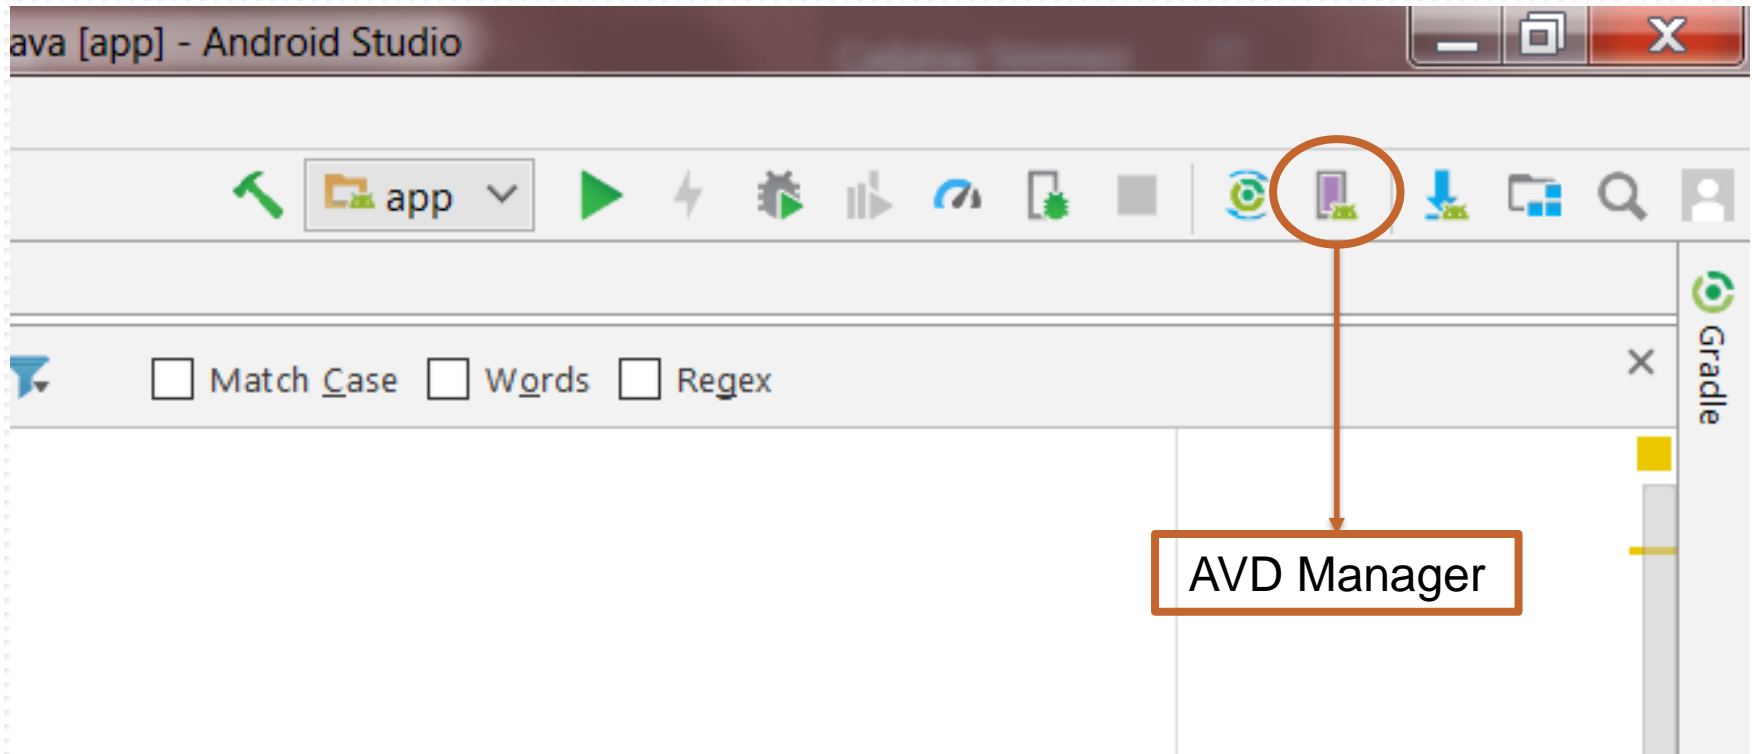 ava [app] - Android Studio
app
Gradle
Match Case Words Regex
AVD Manager